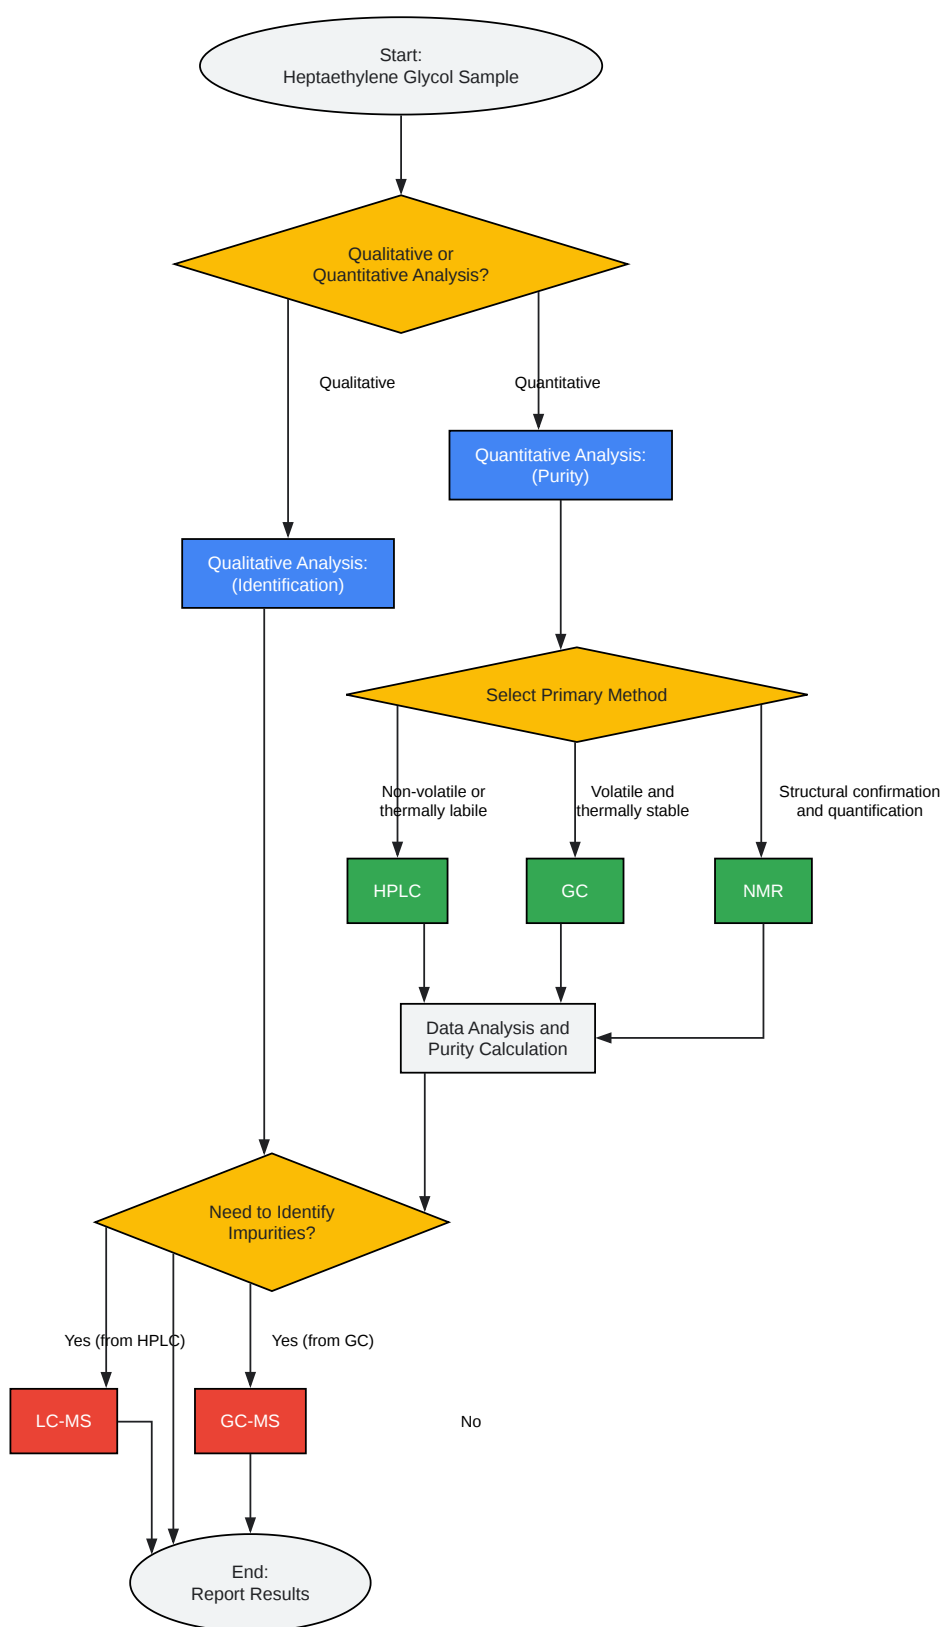 Start:
Heptaethylene Glycol Sample
Qualitative or
Quantitative Analysis?
Qualitative
Quantitative
Quantitative Analysis:
(Purity)
Qualitative Analysis:
(Identification)
Select Primary Method
Non-volatile or
thermally labile
Volatile and
thermally stable
Structural confirmation
and quantification
HPLC
GC
NMR
Data Analysis and
Purity Calculation
Need to Identify
Impurities?
Yes (from HPLC)
Yes (from GC)
LC-MS
GC-MS
No
End:
Report Results